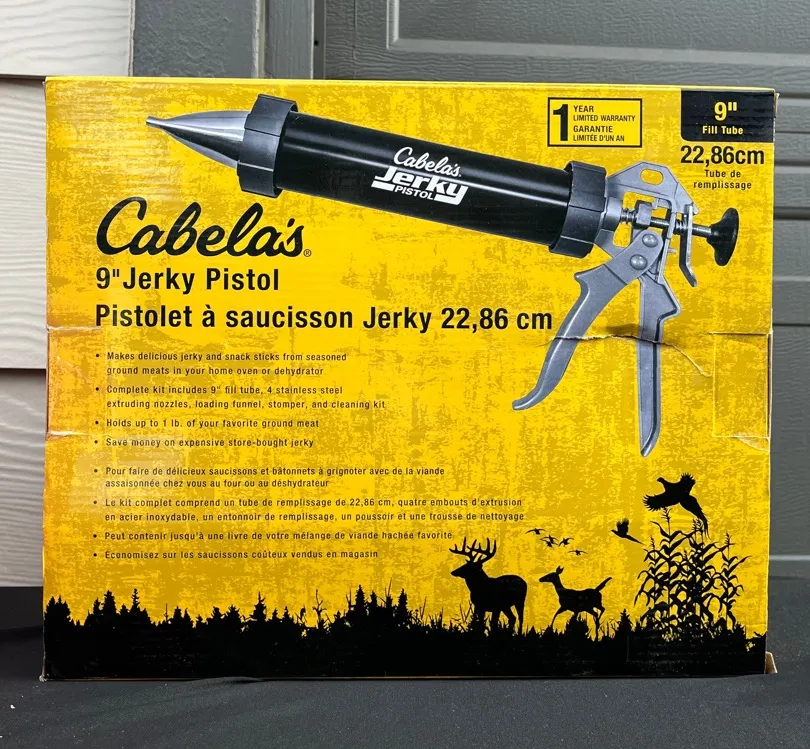 1 YEAR
LIMITED WARRANTY
GARANTIE
LIMITÉE D'UN AN
9"
Fill Tube
22,86cm
Tube de
remplissage
Cabela's
Jerky
PISTOL
Cabela's®
9" Jerky Pistol
Pistolet à saucisson Jerky 22,86 cm
• Makes delicious jerky and snack sticks from seasoned
ground meats in your home oven or dehydrator
• Complete kit includes 9" fill tube, 4 stainless steel
extruding nozzles, loading funnel, stomper, and cleaning kit
• Holds up to 1 lb. of your favorite ground meat
• Save money on expensive store-bought jerky
• Pour faire de délicieux saucissons et bâtonnets à grignoter avec de la viande
assaisonnée chez vous au four ou au déshydrateur
• Le kit complet comprend un tube de remplissage de 22,86 cm, quatre embouts d'extrusion
en acier inoxydable, un entonnoir de remplissage, un poussoir et une trousse de nettoyage
• Peut contenir jusqu'à une livre de votre mélange de viande hachée favorite
• Économisez sur les saucissons coûteux vendus en magasin